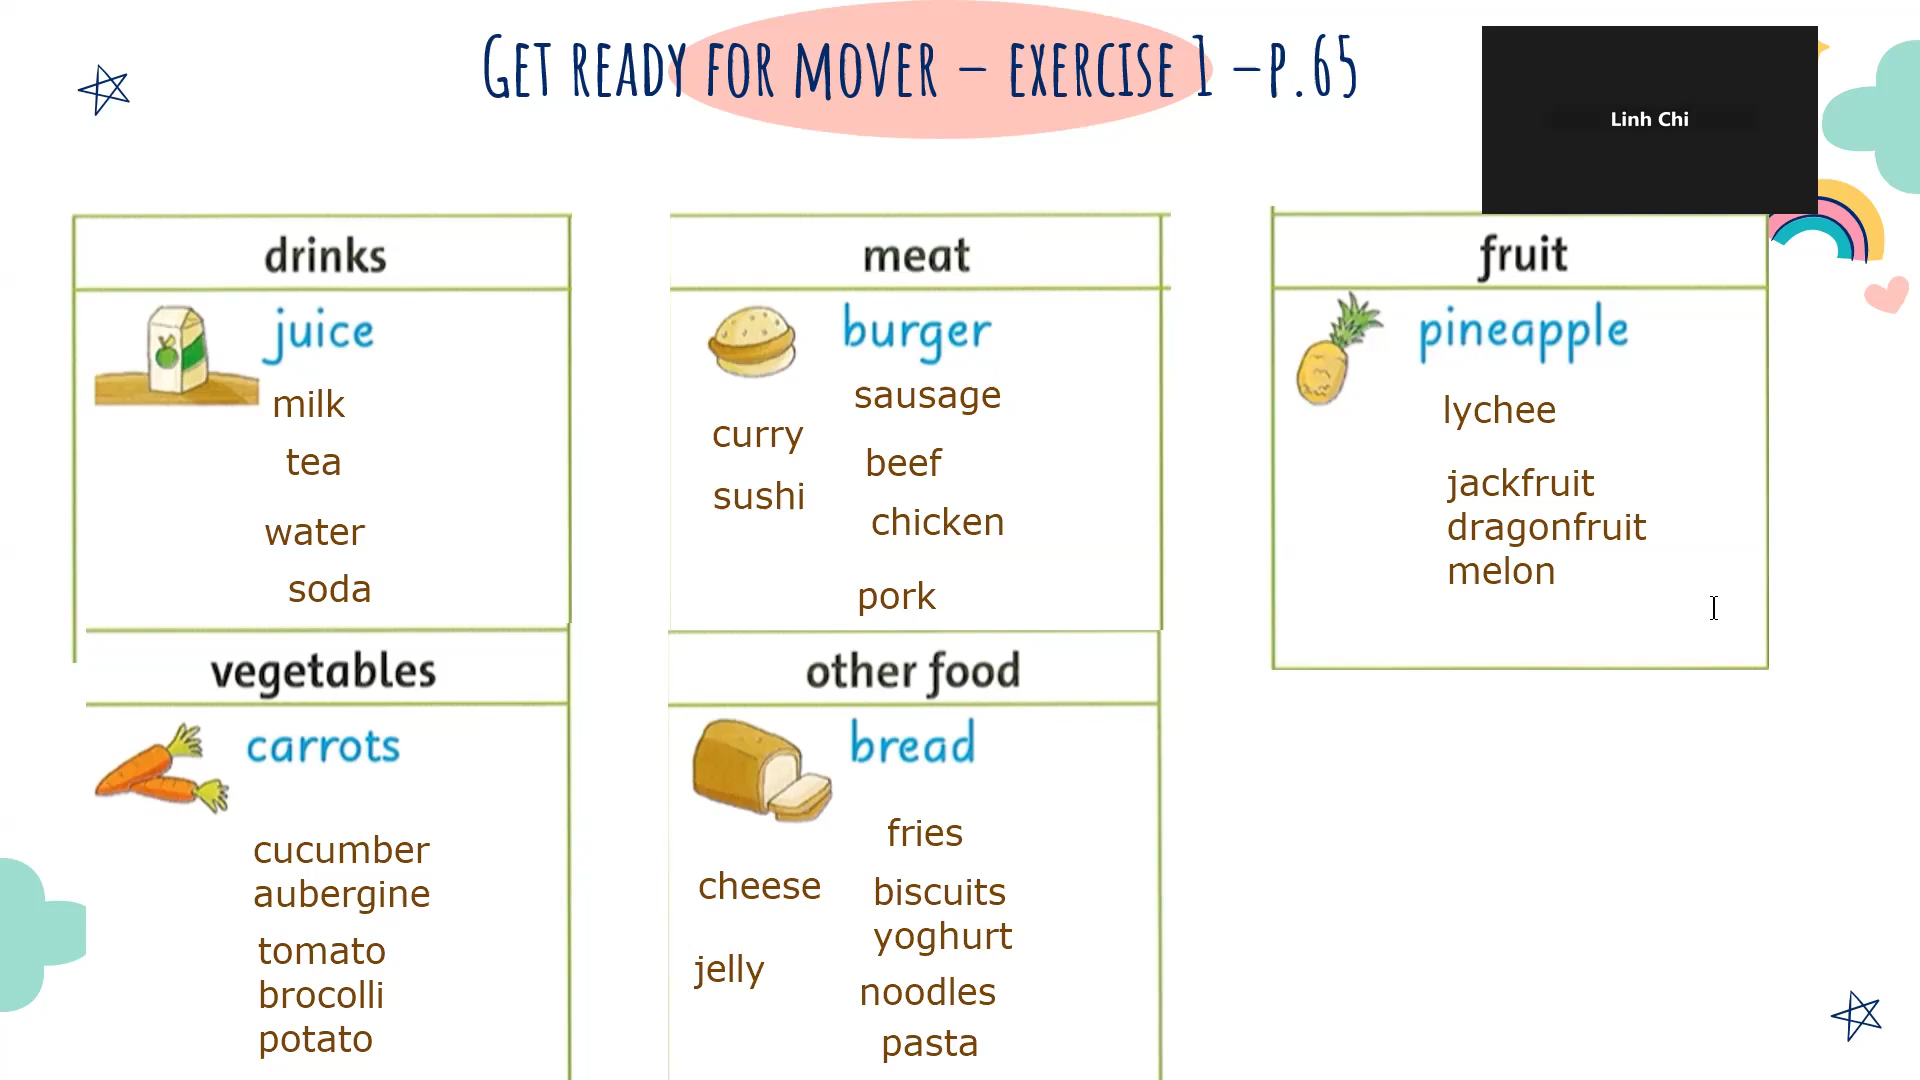 GET READY FOR MOVER – EXERCISE 1 –P.65
Linh Chi
drinks
juice
milk
tea
water
soda
meat
burger
sausage
curry
beef
sushi
chicken
pork
fruit
pineapple
lychee
jackfruit
dragonfruit
melon
vegetables
carrots
cucumber
aubergine
tomato
brocolli
potato
other food
bread
fries
cheese
biscuits
yoghurt
jelly
noodles
pasta